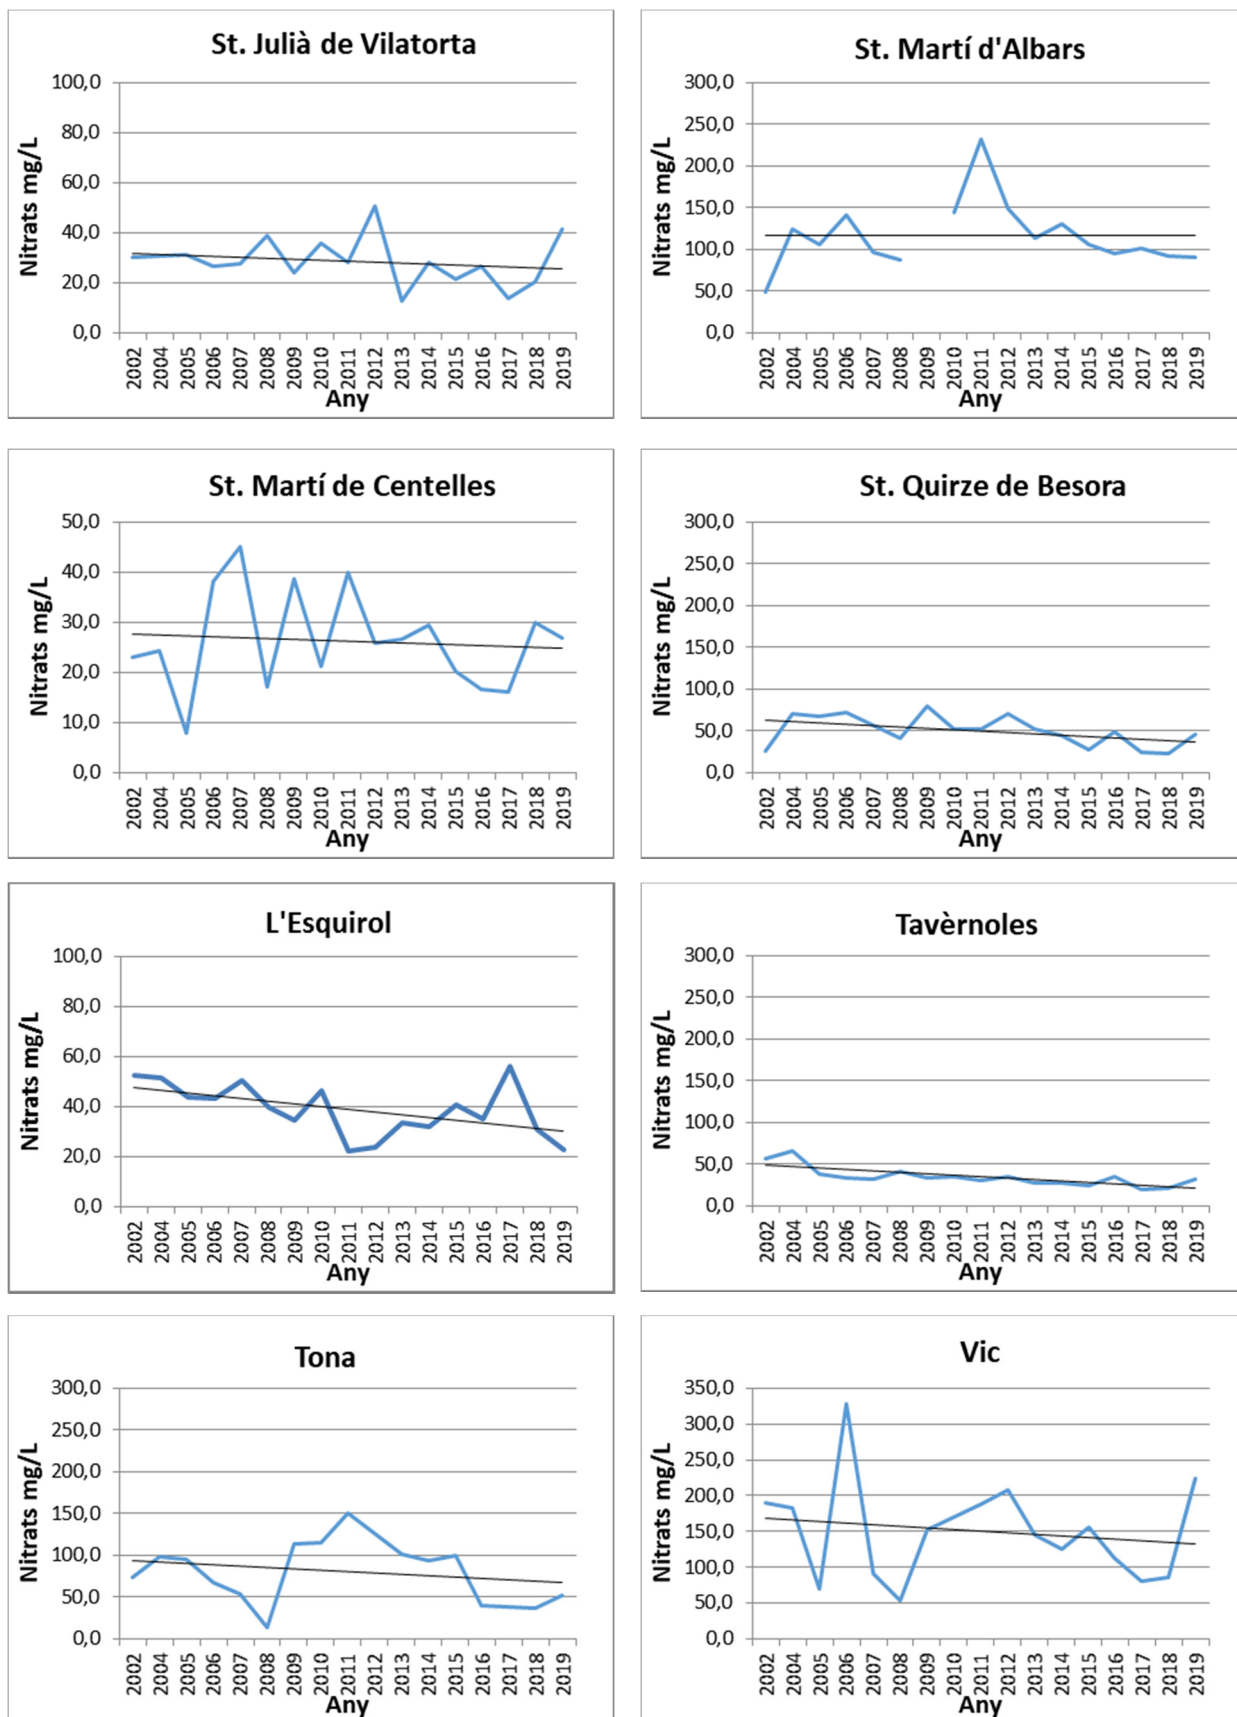 St. Julià de Vilatorta
Nitrats mg/L
100,0
80,0
60,0
40,0
20,0
0,0
2002 2004 2005 2006 2007 2008 2009 2010 2011 2012 2013 2014 2015 2016 2017 2018 2019
Any
St. Martí d'Albars
Nitrats mg/L
300,0
250,0
200,0
150,0
100,0
50,0
0,0
2002 2004 2005 2006 2007 2008 2009 2010 2011 2012 2013 2014 2015 2016 2017 2018 2019
Any
St. Martí de Centelles
Nitrats mg/L
50,0
40,0
30,0
20,0
10,0
0,0
2002 2004 2005 2006 2007 2008 2009 2010 2011 2012 2013 2014 2015 2016 2017 2018 2019
Any
St. Quirze de Besora
Nitrats mg/L
300,0
250,0
200,0
150,0
100,0
50,0
0,0
2002 2004 2005 2006 2007 2008 2009 2010 2011 2012 2013 2014 2015 2016 2017 2018 2019
Any
L'Esquirol
Nitrats mg/L
100,0
80,0
60,0
40,0
20,0
0,0
2002 2004 2005 2006 2007 2008 2009 2010 2011 2012 2013 2014 2015 2016 2017 2018 2019
Any
Tavèrnoles
Nitrats mg/L
300,0
250,0
200,0
150,0
100,0
50,0
0,0
2002 2004 2005 2006 2007 2008 2009 2010 2011 2012 2013 2014 2015 2016 2017 2018 2019
Any
Tona
Nitrats mg/L
300,0
250,0
200,0
150,0
100,0
50,0
0,0
2002 2004 2005 2006 2007 2008 2009 2010 2011 2012 2013 2014 2015 2016 2017 2018 2019
Any
Vic
Nitrats mg/L
350,0
300,0
250,0
200,0
150,0
100,0
50,0
0,0
2002 2004 2005 2006 2007 2008 2009 2010 2011 2012 2013 2014 2015 2016 2017 2018 2019
Any